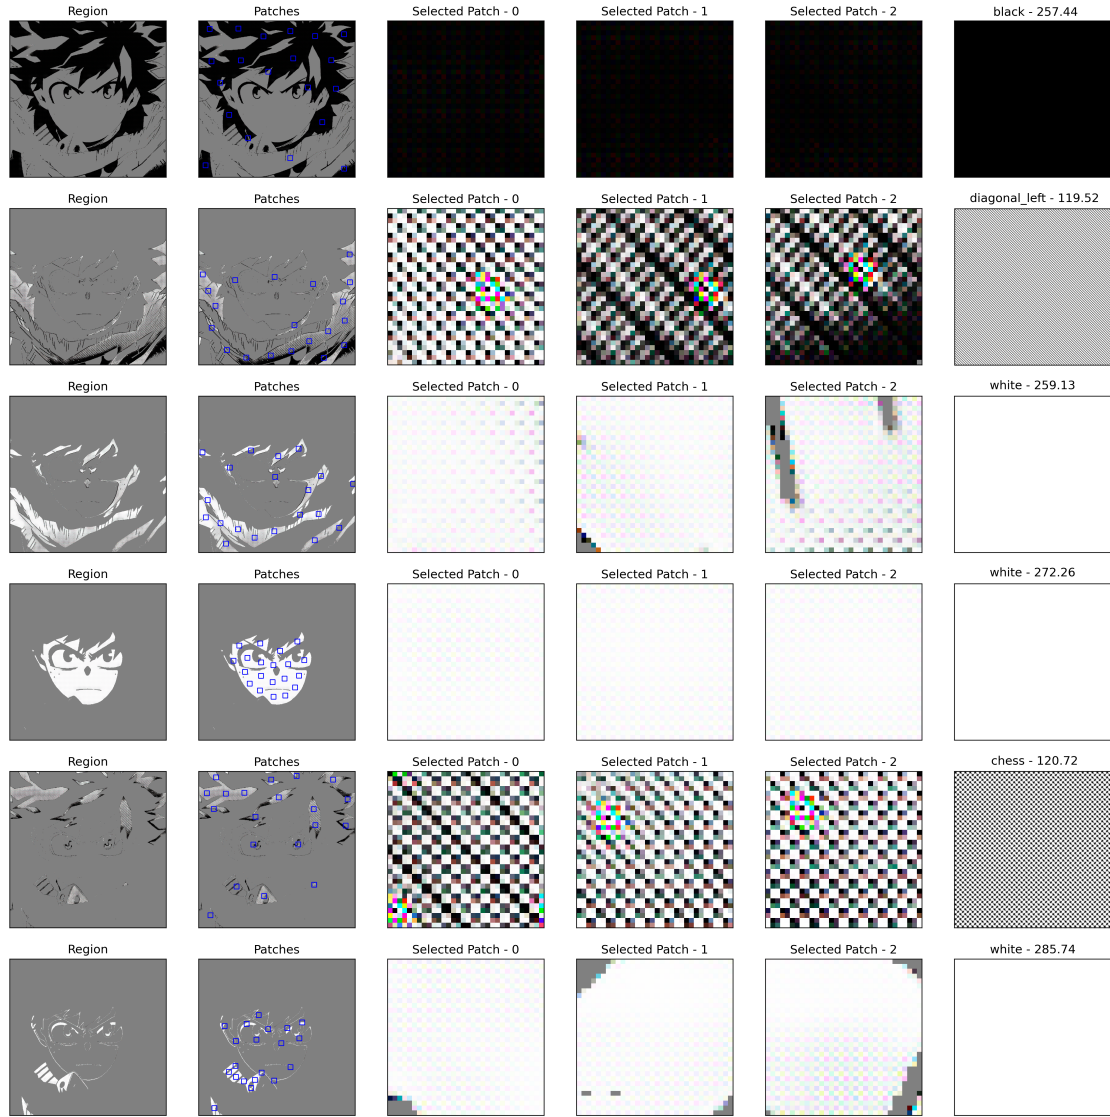 Region Patches Selected Patch - 0 Selected Patch - 1 Selected Patch - 2 black - 257.44
Region Patches Selected Patch - 0 Selected Patch - 1 Selected Patch - 2 diagonal_left - 119.52
Region Patches Selected Patch - 0 Selected Patch - 1 Selected Patch - 2 white - 259.13
Region Patches Selected Patch - 0 Selected Patch - 1 Selected Patch - 2 white - 272.26
Region Patches Selected Patch - 0 Selected Patch - 1 Selected Patch - 2 chess - 120.72
Region Patches Selected Patch - 0 Selected Patch - 1 Selected Patch - 2 white - 285.74